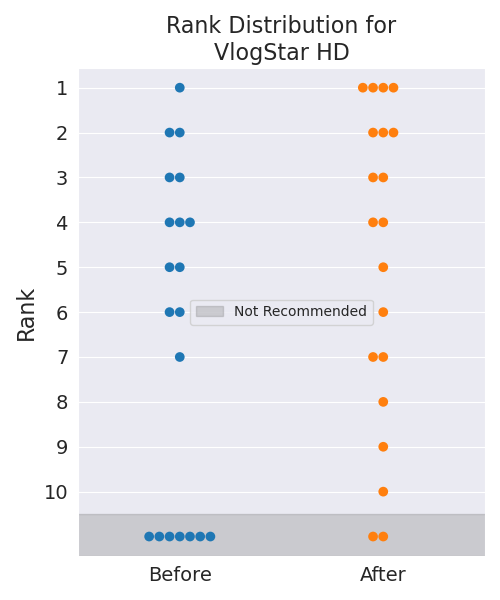 Rank Distribution for
VlogStar HD
Rank
1
2
3
4
5
6
7
8
9
10
Not Recommended
Before
After